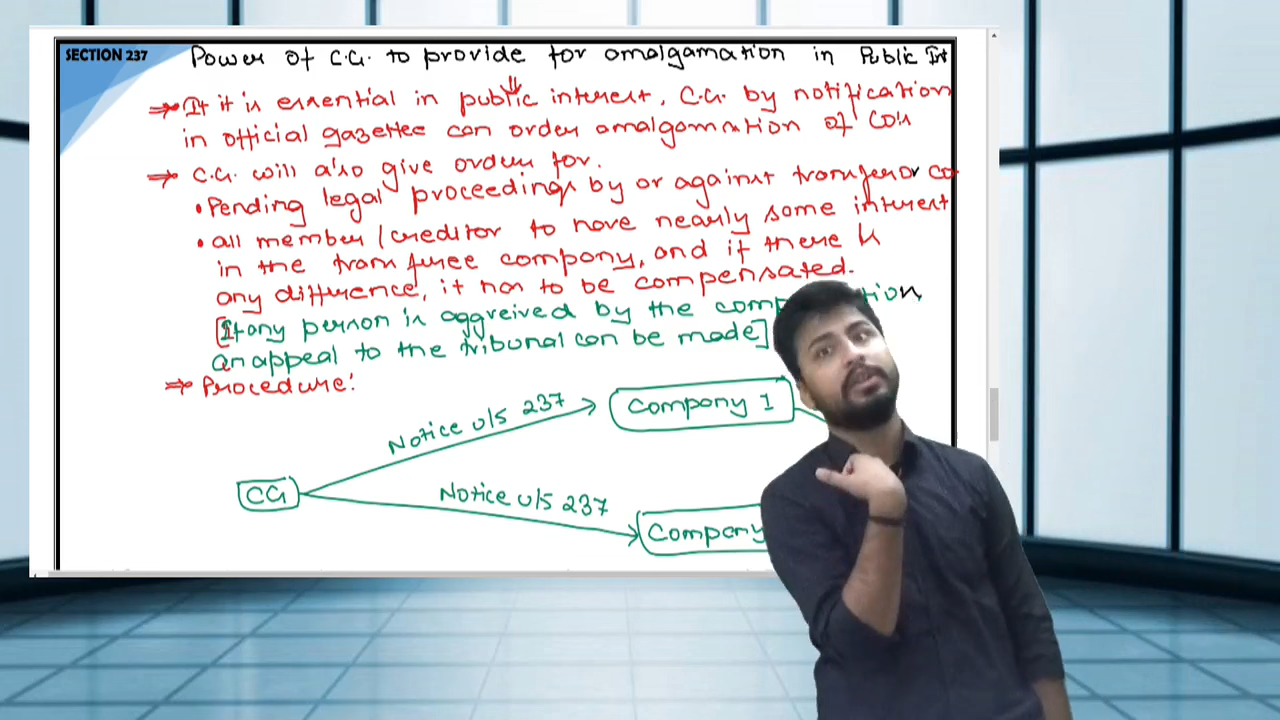 SECTION 237
Power of C.G. to provide for amalgamation in Public Int
⇒ If it is essential in public interest, C.G. by notification
in official gazettee can order amalgamation of Co's
⇒ C.G. will also give orders for.
• Pending legal proceedings by or against transferor co.
• all member/creditor to have nearly same interest
in the transferee company, and if there is
any difference, it has to be compensated.
[If any person is aggreived by the comp tion,
an appeal to the tribunal can be made]
⇒ Procedure:
Notice u/s 237
Company 1
CG
Notice u/s 237
Company